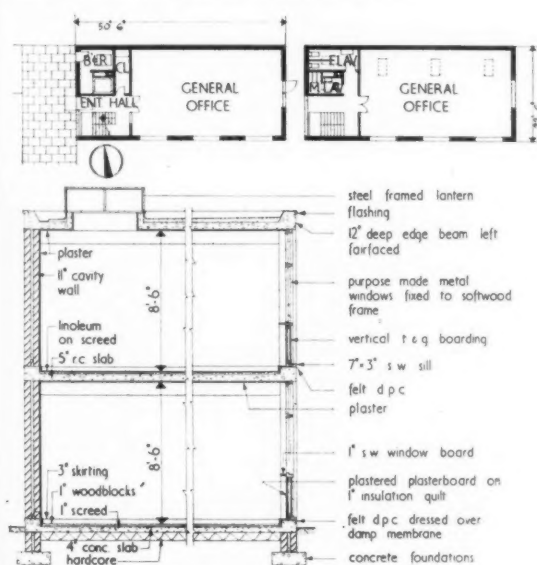 50'-6"
BLR
CL
ENT HALL
GENERAL
OFFICE
F LAV
M
GENERAL
OFFICE
steel framed lantern
flashing
12" deep edge beam left
fairfaced
plaster
11" cavity
wall
purpose made metal
windows fixed to softwood
frame
8'-6"
linoleum
on screed
5" r.c. slab
vertical t & g boarding
7" × 3" s w sill
felt d p c
plaster
8'-6"
1" s w window board
3" skirting
1" woodblocks
1" screed
plastered plasterboard on
1" insulation quilt
felt d p c dressed over
damp membrane
4" conc. slab
hardcore
concrete foundations